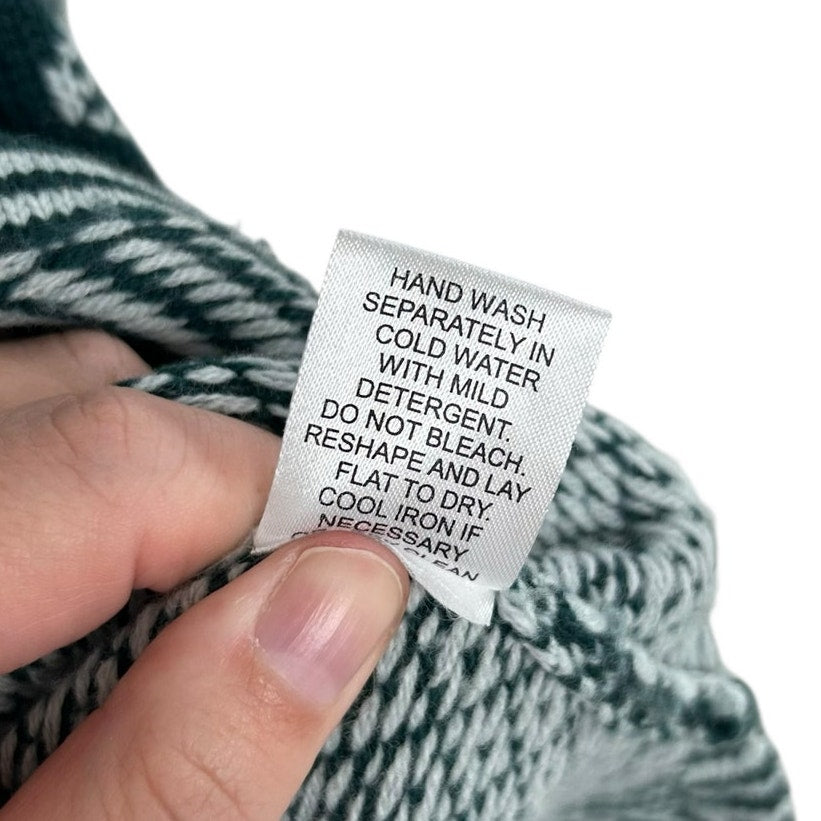 HAND WASH
SEPARATELY IN
COLD WATER
WITH MILD
DETERGENT.
DO NOT BLEACH.
RESHAPE AND LAY
FLAT TO DRY.
COOL IRON IF
NECESSARY
CLEAN